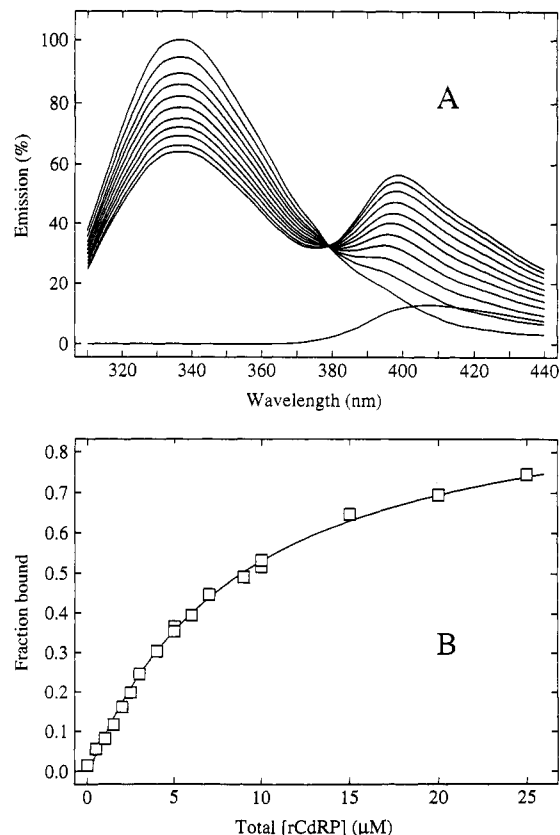 100
80
60
40
20
0
Emission (%)
A
320 340 360 380 400 420 440
Wavelength (nm)
0.8
0.7
0.6
0.5
0.4
0.3
0.2
0.1
0.0
Fraction bound
B
0 5 10 15 20 25
Total [rCdRP] (μM)